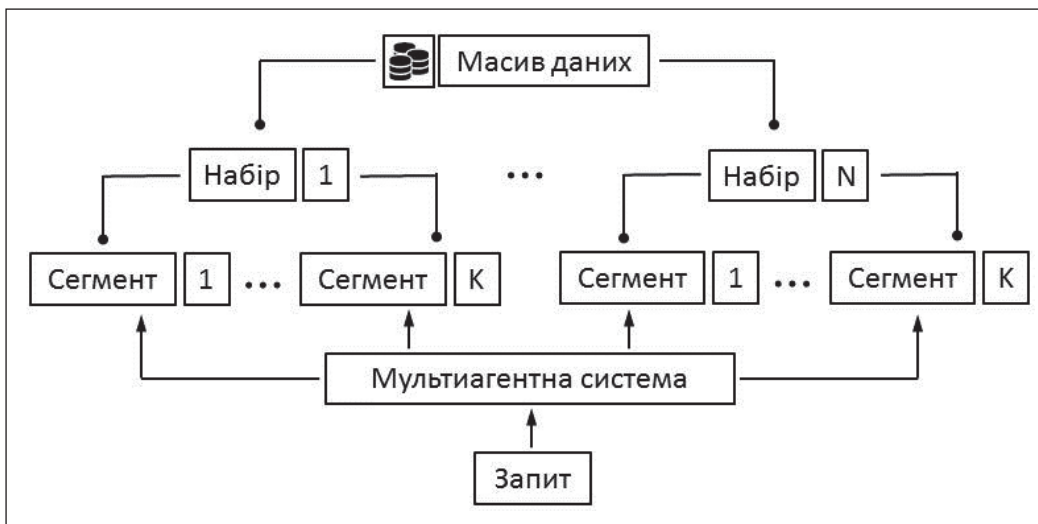 Масив даних
Набір 1 ... Набір N
Сегмент 1 ... Сегмент K Сегмент 1 ... Сегмент K
Мультиагентна система
Запит